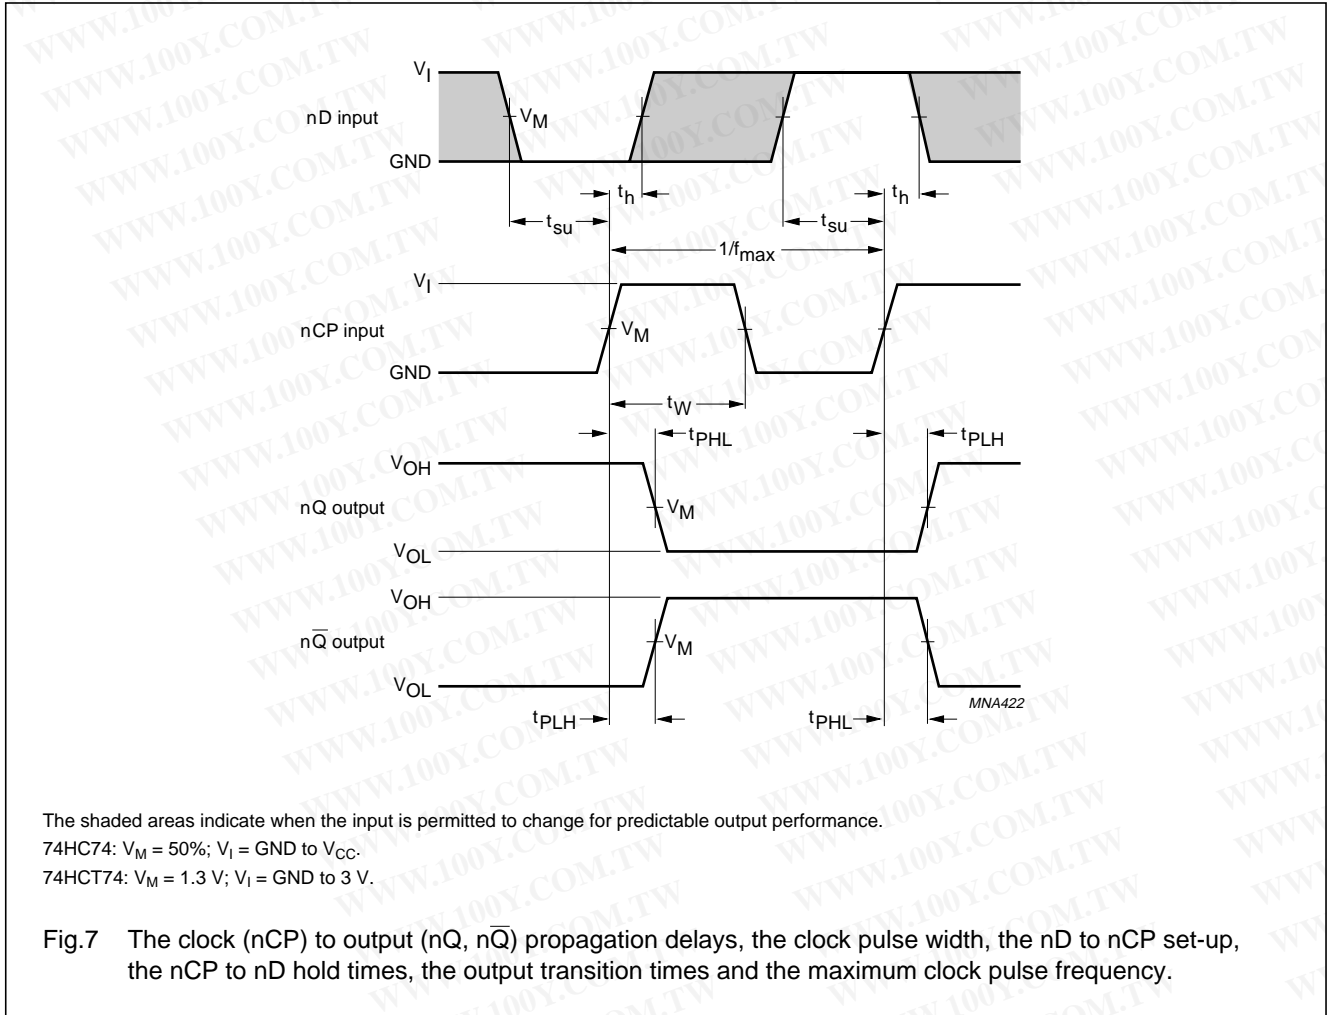 V_I
nD input
V_M
GND
t_h
t_h
t_su
t_su
1/f_max
V_I
nCP input
V_M
GND
t_W
t_PHL
t_PLH
V_OH
nQ output
V_M
V_OL
V_OH
nQ̅ output
V_M
V_OL
MNA422
t_PLH
t_PHL
The shaded areas indicate when the input is permitted to change for predictable output performance.
74HC74: V_M = 50%; V_I = GND to V_CC.
74HCT74: V_M = 1.3 V; V_I = GND to 3 V.
Fig.7 The clock (nCP) to output (nQ, nQ̅) propagation delays, the clock pulse width, the nD to nCP set-up,
the nCP to nD hold times, the output transition times and the maximum clock pulse frequency.
WWW.100Y.COM.TW